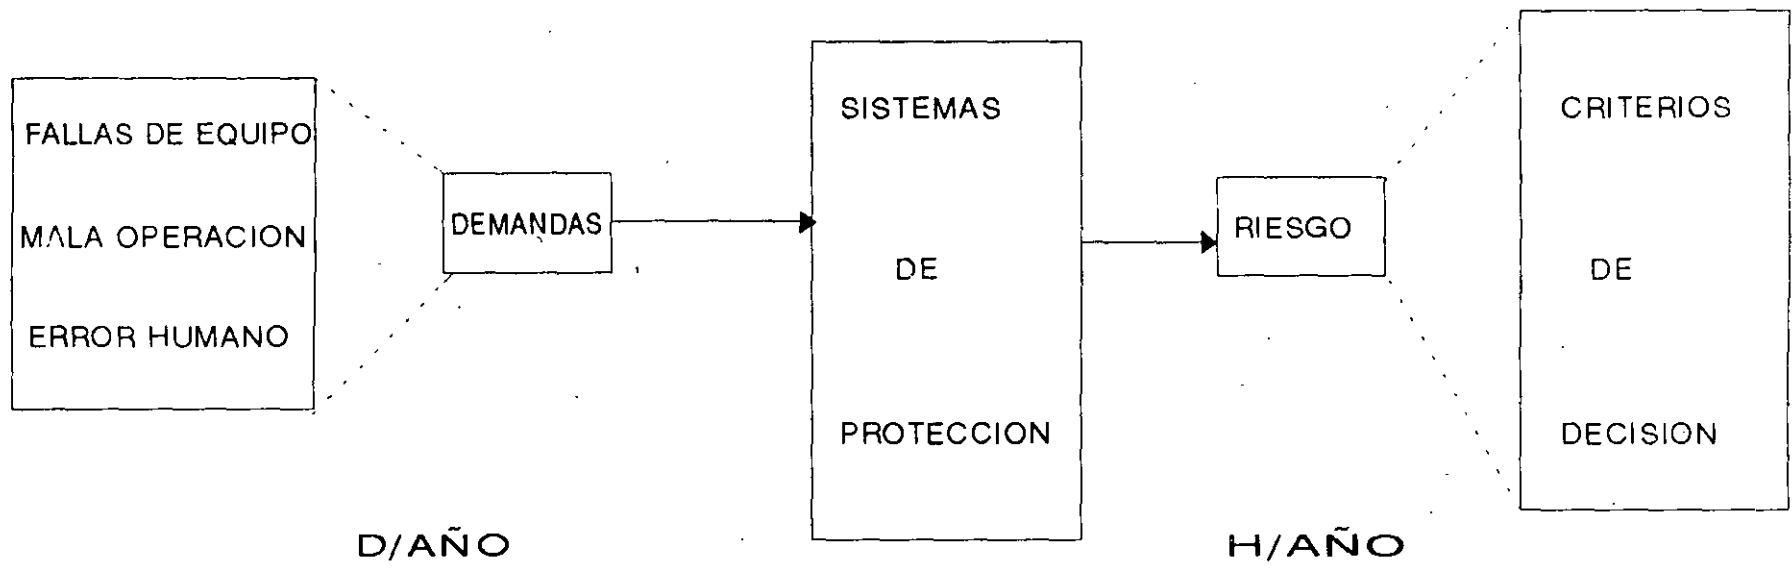 FALLAS DE EQUIPO
MALA OPERACION
ERROR HUMANO
DEMANDAS
D/AÑO
SISTEMAS
DE
PROTECCION
RIESGO
H/AÑO
CRITERIOS
DE
DECISION